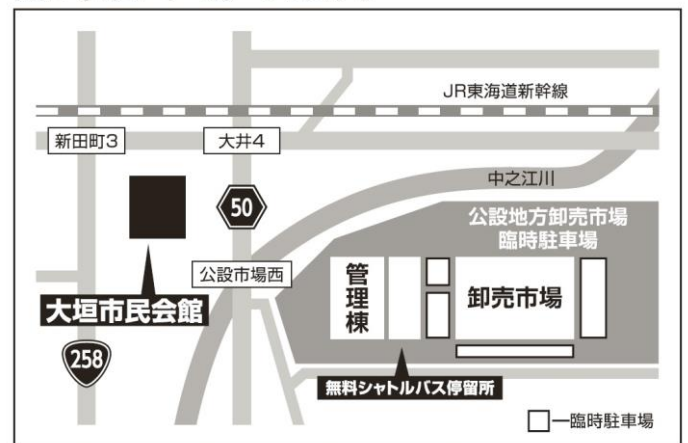 JR東海道新幹線
新田町3
大井4
中之江川
50
公設地方卸売市場
臨時駐車場
公設市場西
管理棟
卸売市場
大垣市民会館
258
無料シャトルバス停留所
□―臨時駐車場